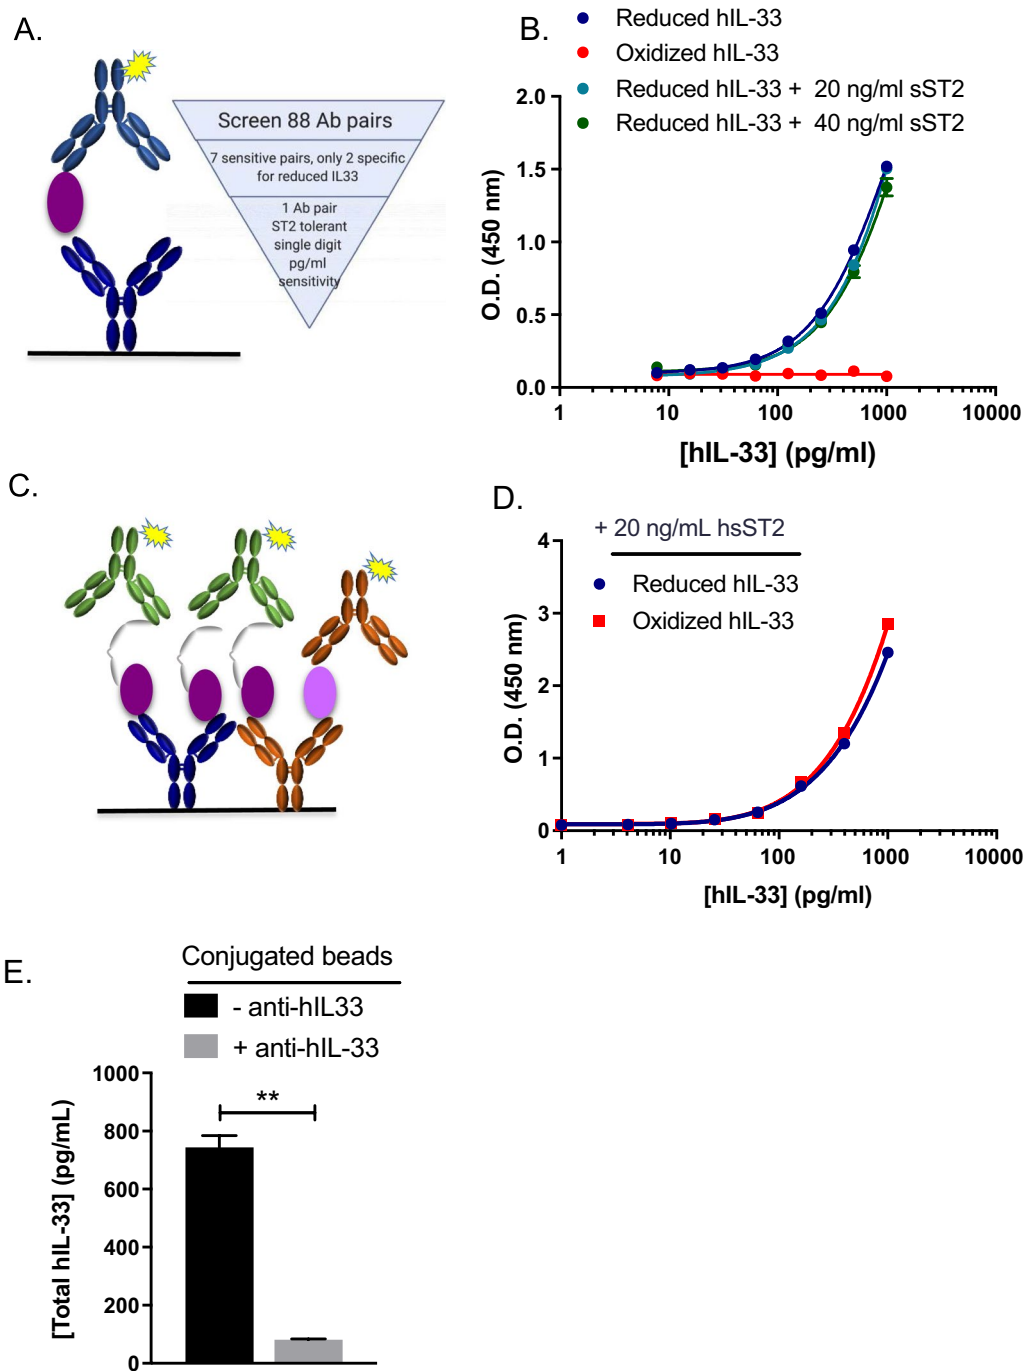 A.
Screen 88 Ab pairs
7 sensitive pairs, only 2 specific
for reduced IL33
1 Ab pair
ST2 tolerant
single digit
pg/ml
sensitivity
B.
Reduced hIL-33
Oxidized hIL-33
Reduced hIL-33 + 20 ng/ml sST2
Reduced hIL-33 + 40 ng/ml sST2
O.D. (450 nm)
2.0
1.5
1.0
0.5
0.0
1 10 100 1000 10000
[hIL-33] (pg/ml)
C.
D.
+ 20 ng/mL hsST2
Reduced hIL-33
Oxidized hIL-33
O.D. (450 nm)
4
3
2
1
0
1 10 100 1000 10000
[hIL-33] (pg/ml)
E.
Conjugated beads
- anti-hIL33
+ anti-hIL-33
**
[Total hIL-33] (pg/mL)
1000
800
600
400
200
0